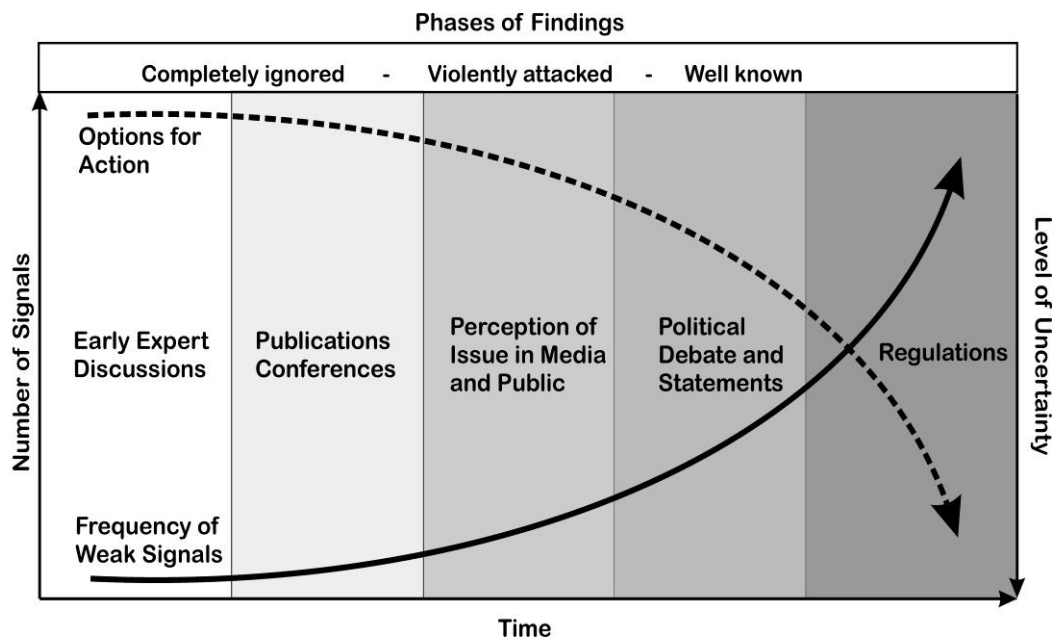 Phases of Findings
Completely ignored - Violently attacked - Well known
Options for
Action
Number of Signals
Level of Uncertainty
Early Expert
Discussions
Publications
Conferences
Perception of
Issue in Media
and Public
Political
Debate and
Statements
Regulations
Frequency of
Weak Signals
Time